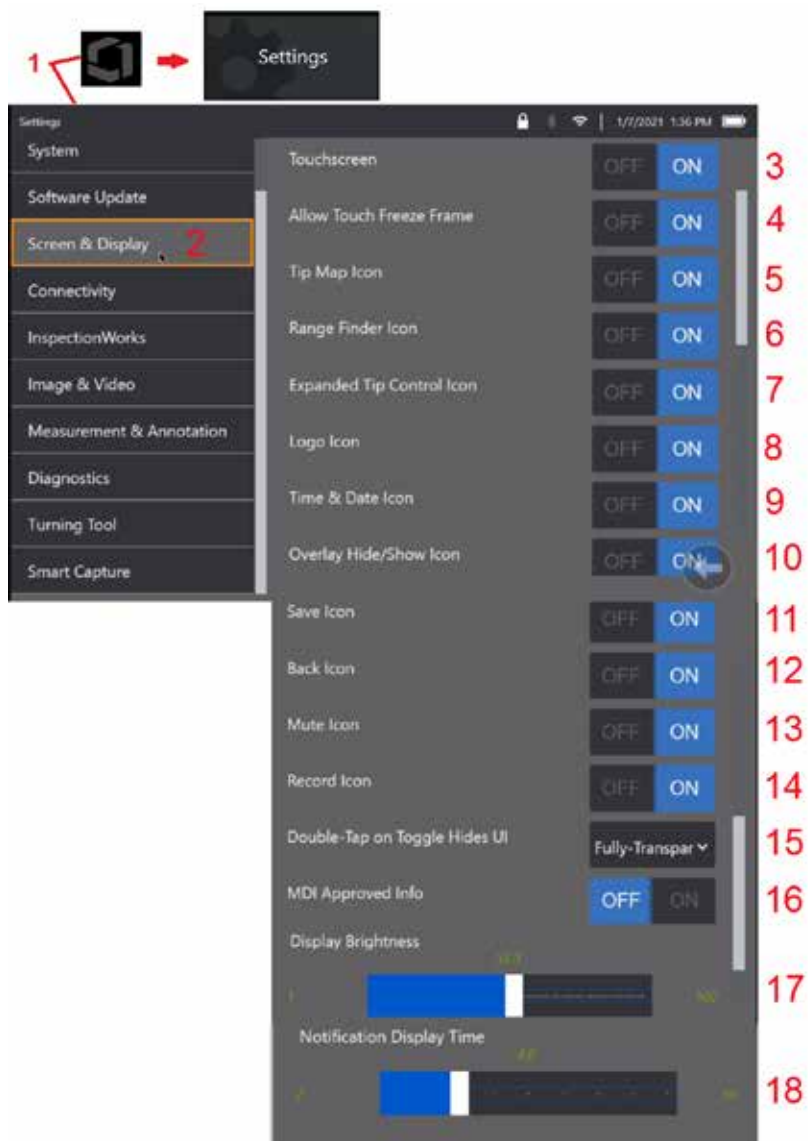 1
Settings
Settings
1/7/2021 1:36 PM
System
Software Update
Screen & Display 2
Connectivity
InspectionWorks
Image & Video
Measurement & Annotation
Diagnostics
Turning Tool
Smart Capture
Touchscreen OFF ON 3
Allow Touch Freeze Frame OFF ON 4
Tip Map Icon OFF ON 5
Range Finder Icon OFF ON 6
Expanded Tip Control Icon OFF ON 7
Logo Icon OFF ON 8
Time & Date Icon OFF ON 9
Overlay Hide/Show Icon OFF ON 10
Save Icon OFF ON 11
Back Icon OFF ON 12
Mute Icon OFF ON 13
Record Icon OFF ON 14
Double-Tap on Toggle Hides UI Fully-Transpar 15
MDI Approved Info OFF ON 16
Display Brightness
1 100 17
Notification Display Time
2 18